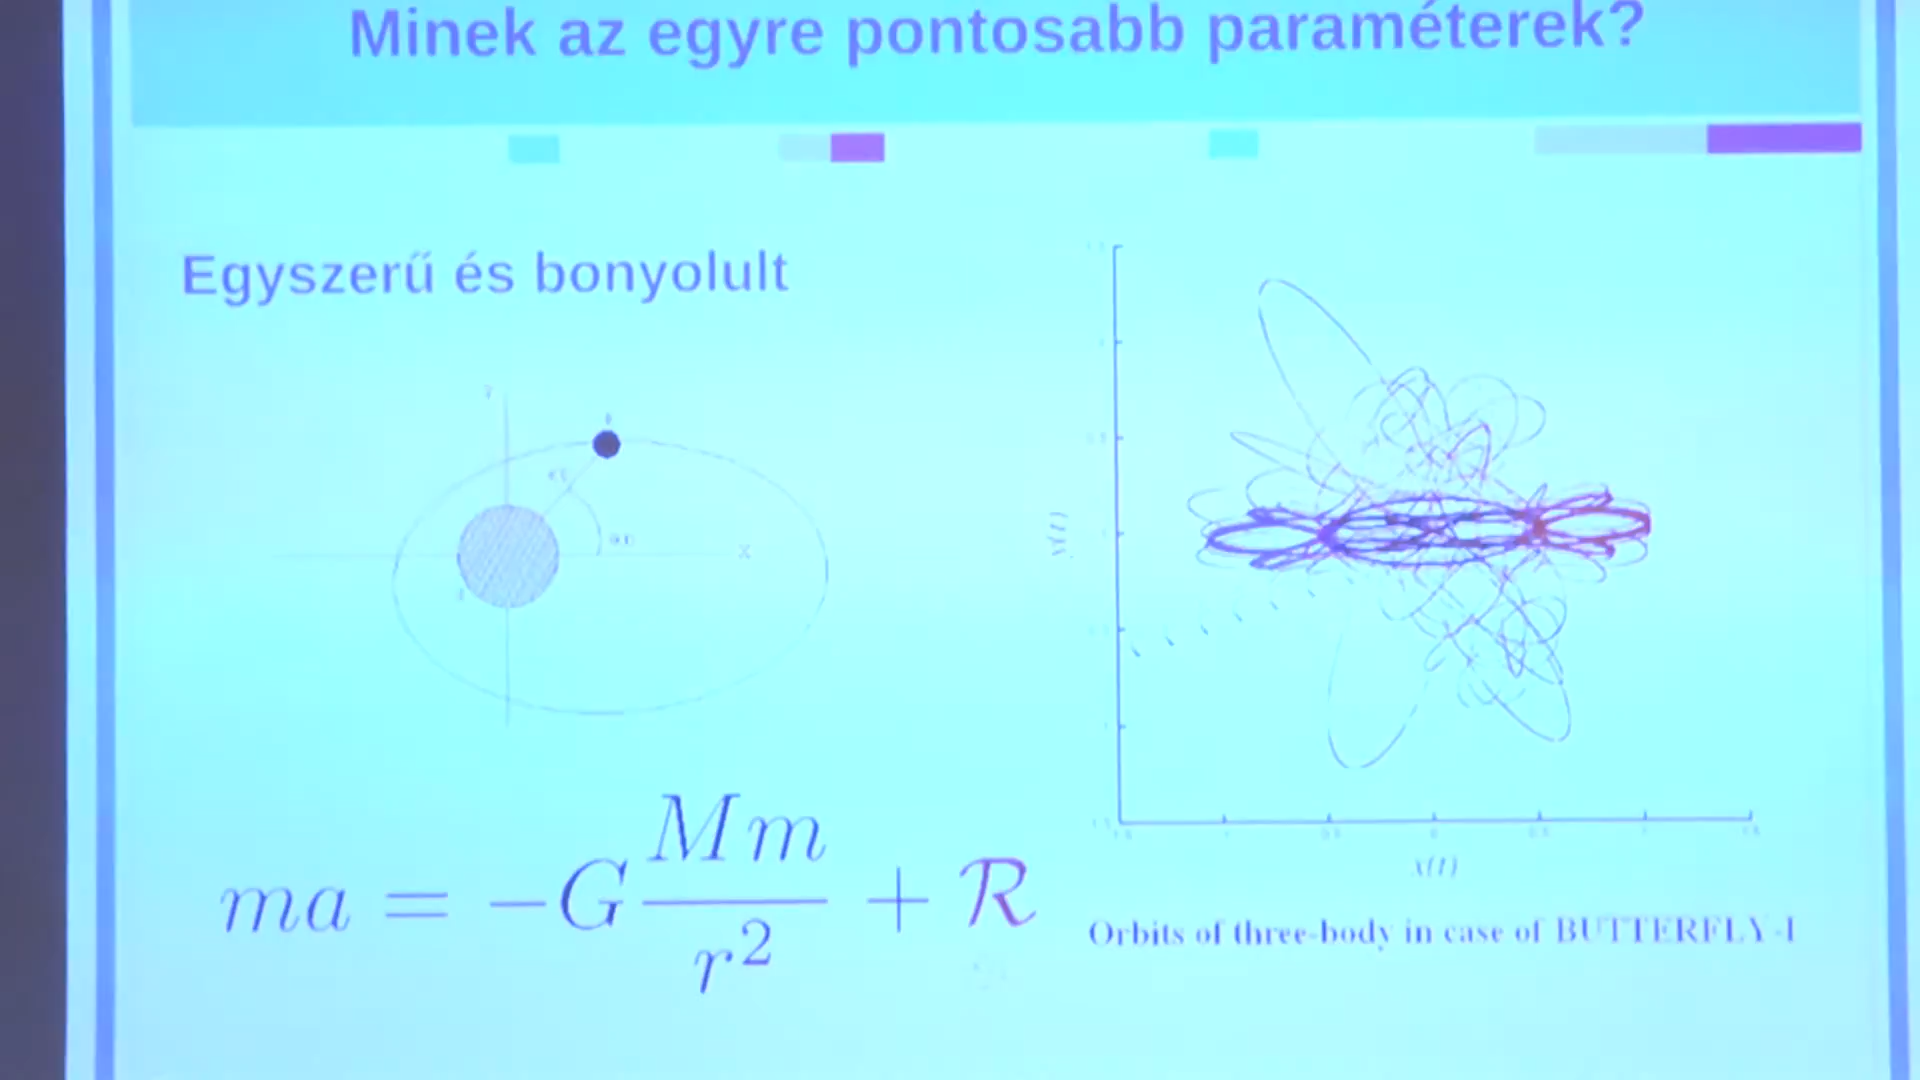 Minek az egyre pontosabb paraméterek?
Egyszerű és bonyolult
X
y(t)
x(t)
ma = −G Mm / r² + ℛ
Orbits of three-body in case of BUTTERFLY-I